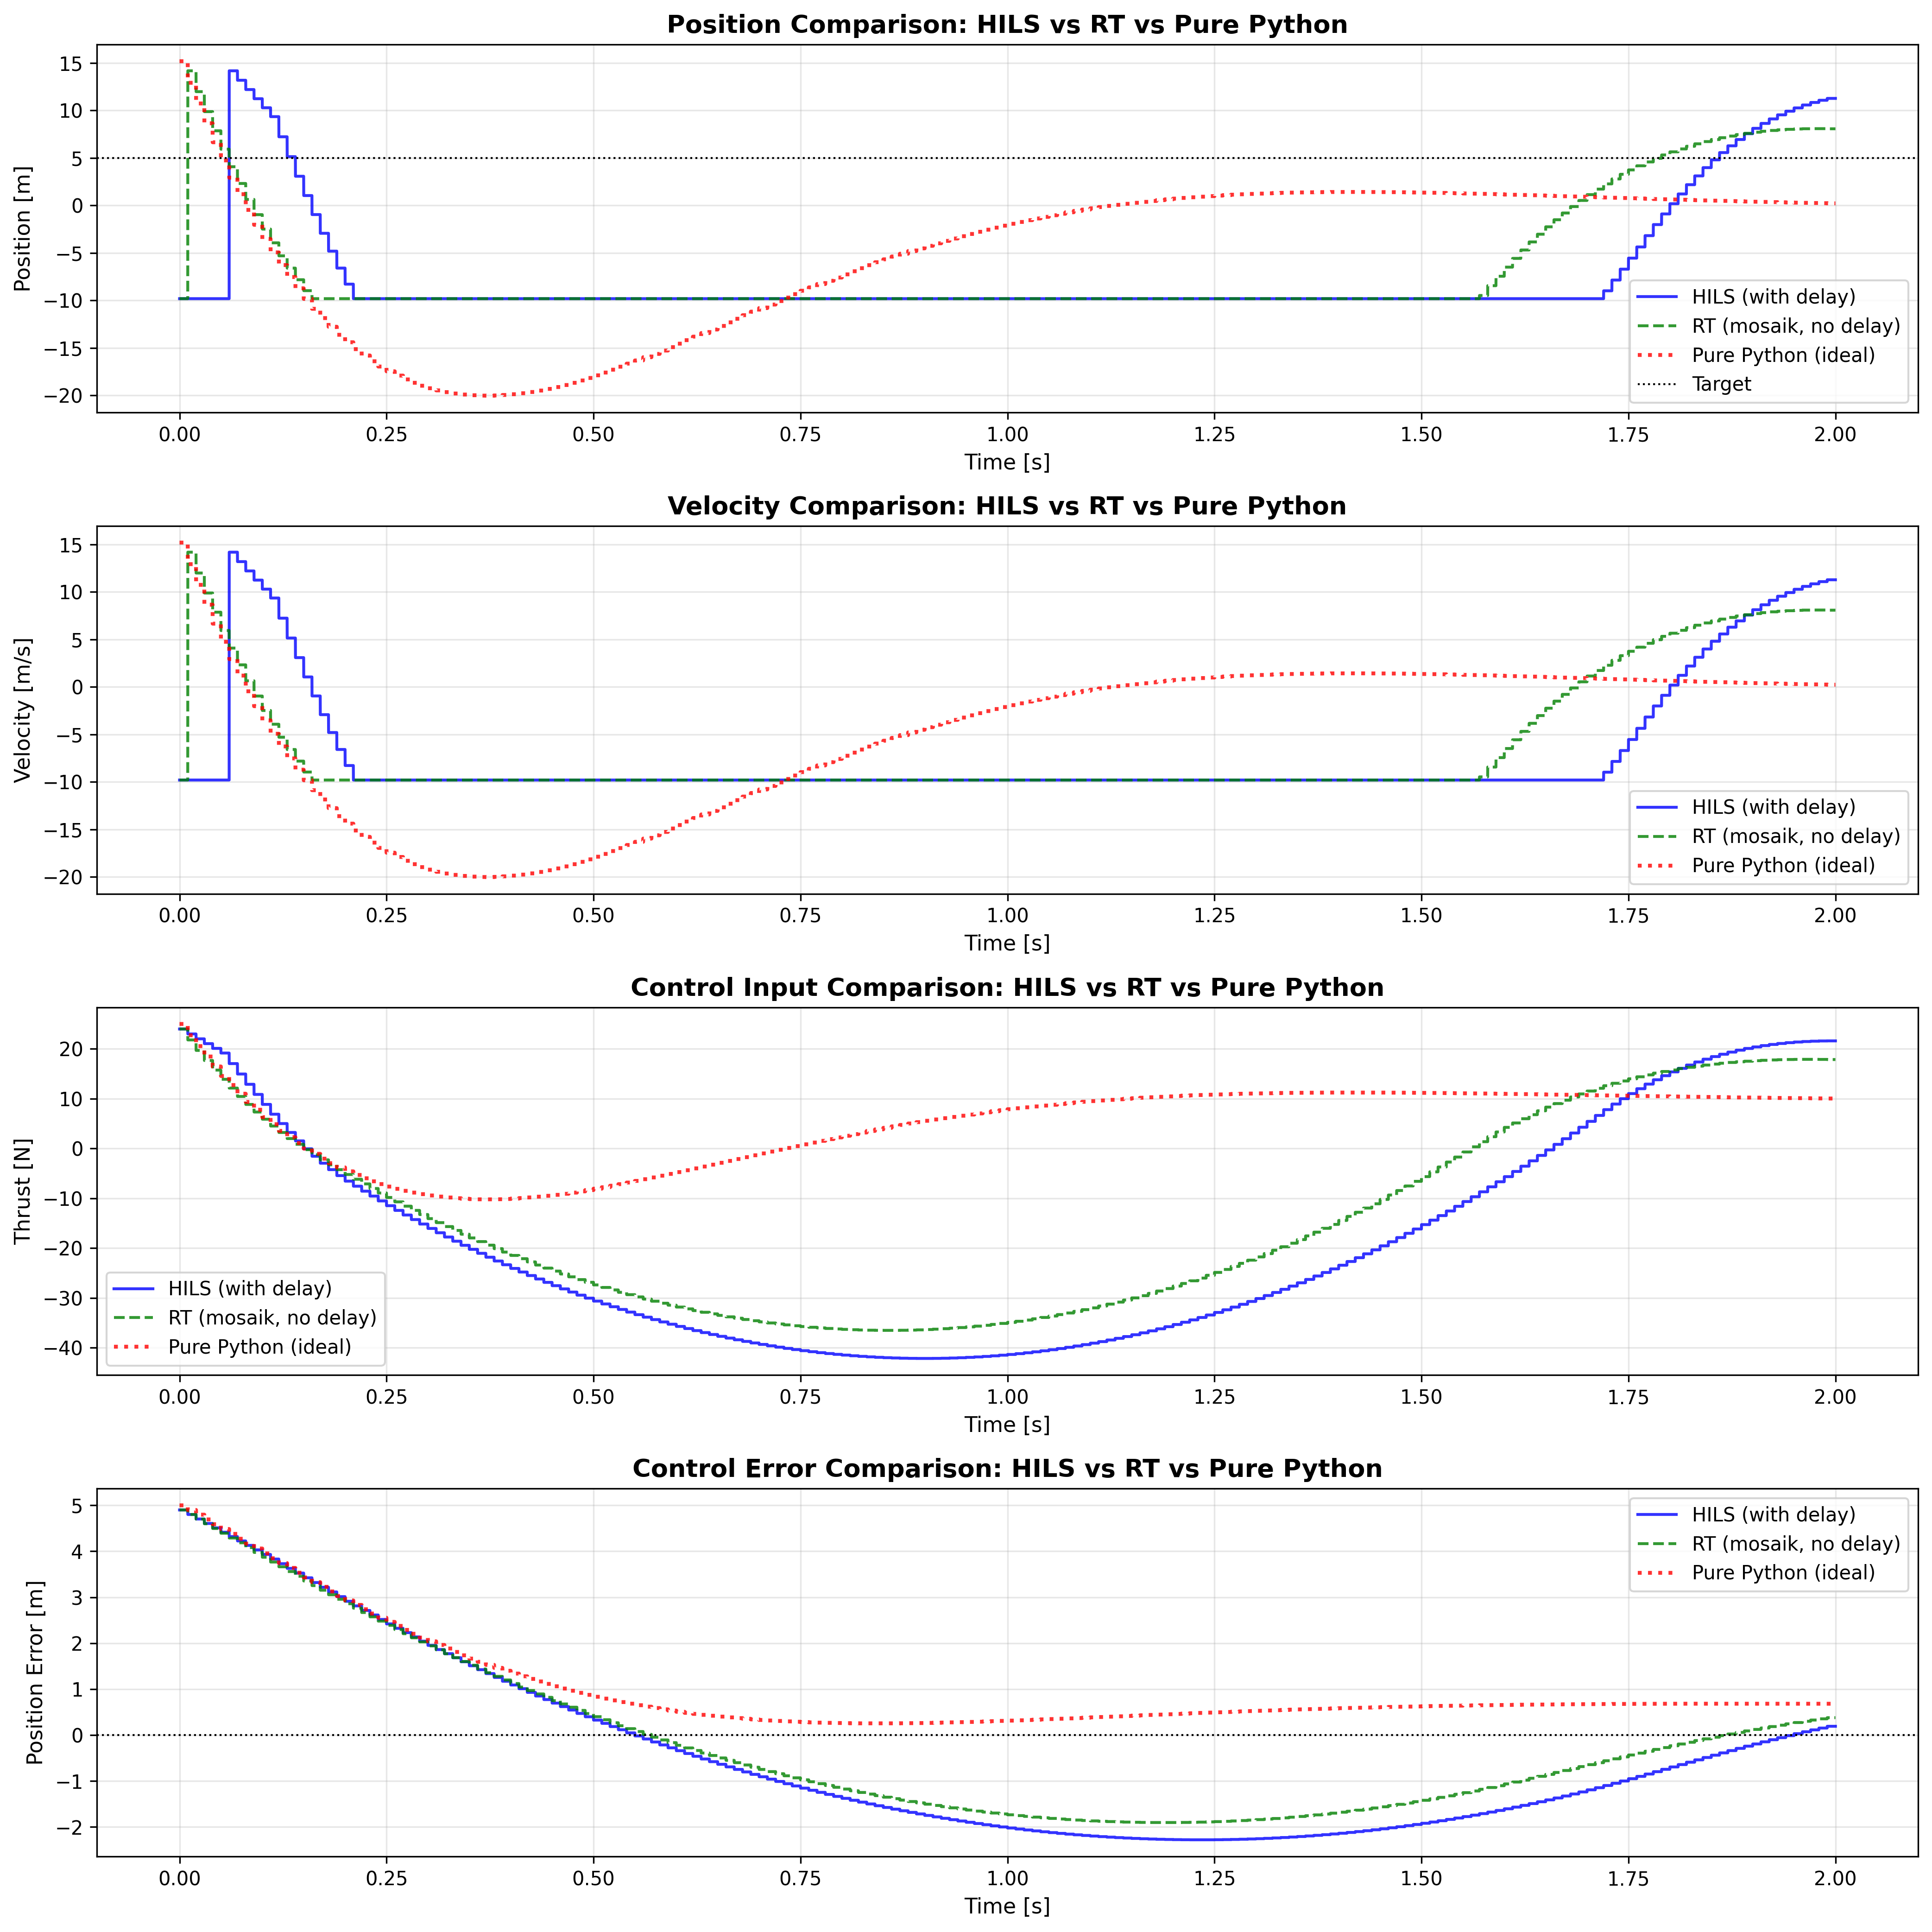 Position Comparison: HILS vs RT vs Pure Python
Position [m]
15
10
5
0
−5
−10
−15
−20
HILS (with delay)
RT (mosaik, no delay)
Pure Python (ideal)
Target
0.00 0.25 0.50 0.75 1.00 1.25 1.50 1.75 2.00
Time [s]
Velocity Comparison: HILS vs RT vs Pure Python
Velocity [m/s]
15
10
5
0
−5
−10
−15
−20
HILS (with delay)
RT (mosaik, no delay)
Pure Python (ideal)
0.00 0.25 0.50 0.75 1.00 1.25 1.50 1.75 2.00
Time [s]
Control Input Comparison: HILS vs RT vs Pure Python
Thrust [N]
20
10
0
−10
−20
−30
−40
HILS (with delay)
RT (mosaik, no delay)
Pure Python (ideal)
0.00 0.25 0.50 0.75 1.00 1.25 1.50 1.75 2.00
Time [s]
Control Error Comparison: HILS vs RT vs Pure Python
Position Error [m]
5
4
3
2
1
0
−1
−2
HILS (with delay)
RT (mosaik, no delay)
Pure Python (ideal)
0.00 0.25 0.50 0.75 1.00 1.25 1.50 1.75 2.00
Time [s]